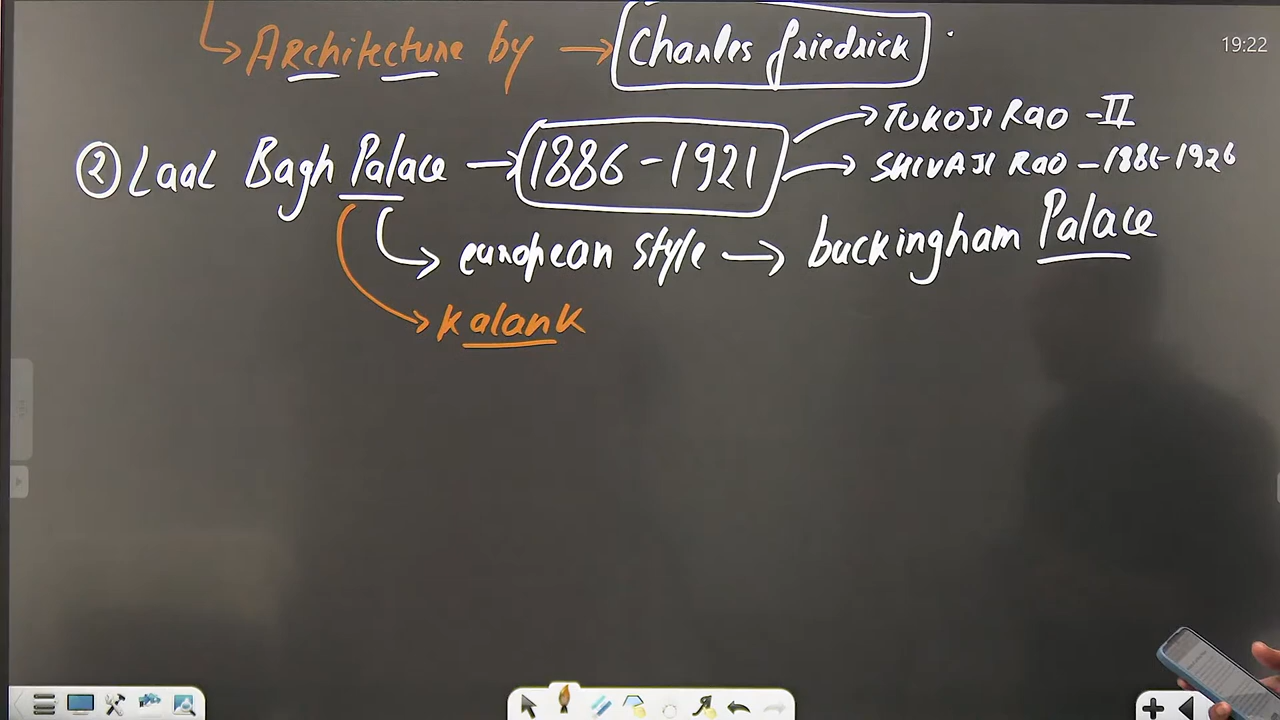 Architecture by → Charles friedrick
19:22
② Laal Bagh Palace → 1886-1921
→ TUKOJI RAO -II
→ SHIVAJI RAO - 1881-1926
→ european style → buckingham Palace
→ Kalank